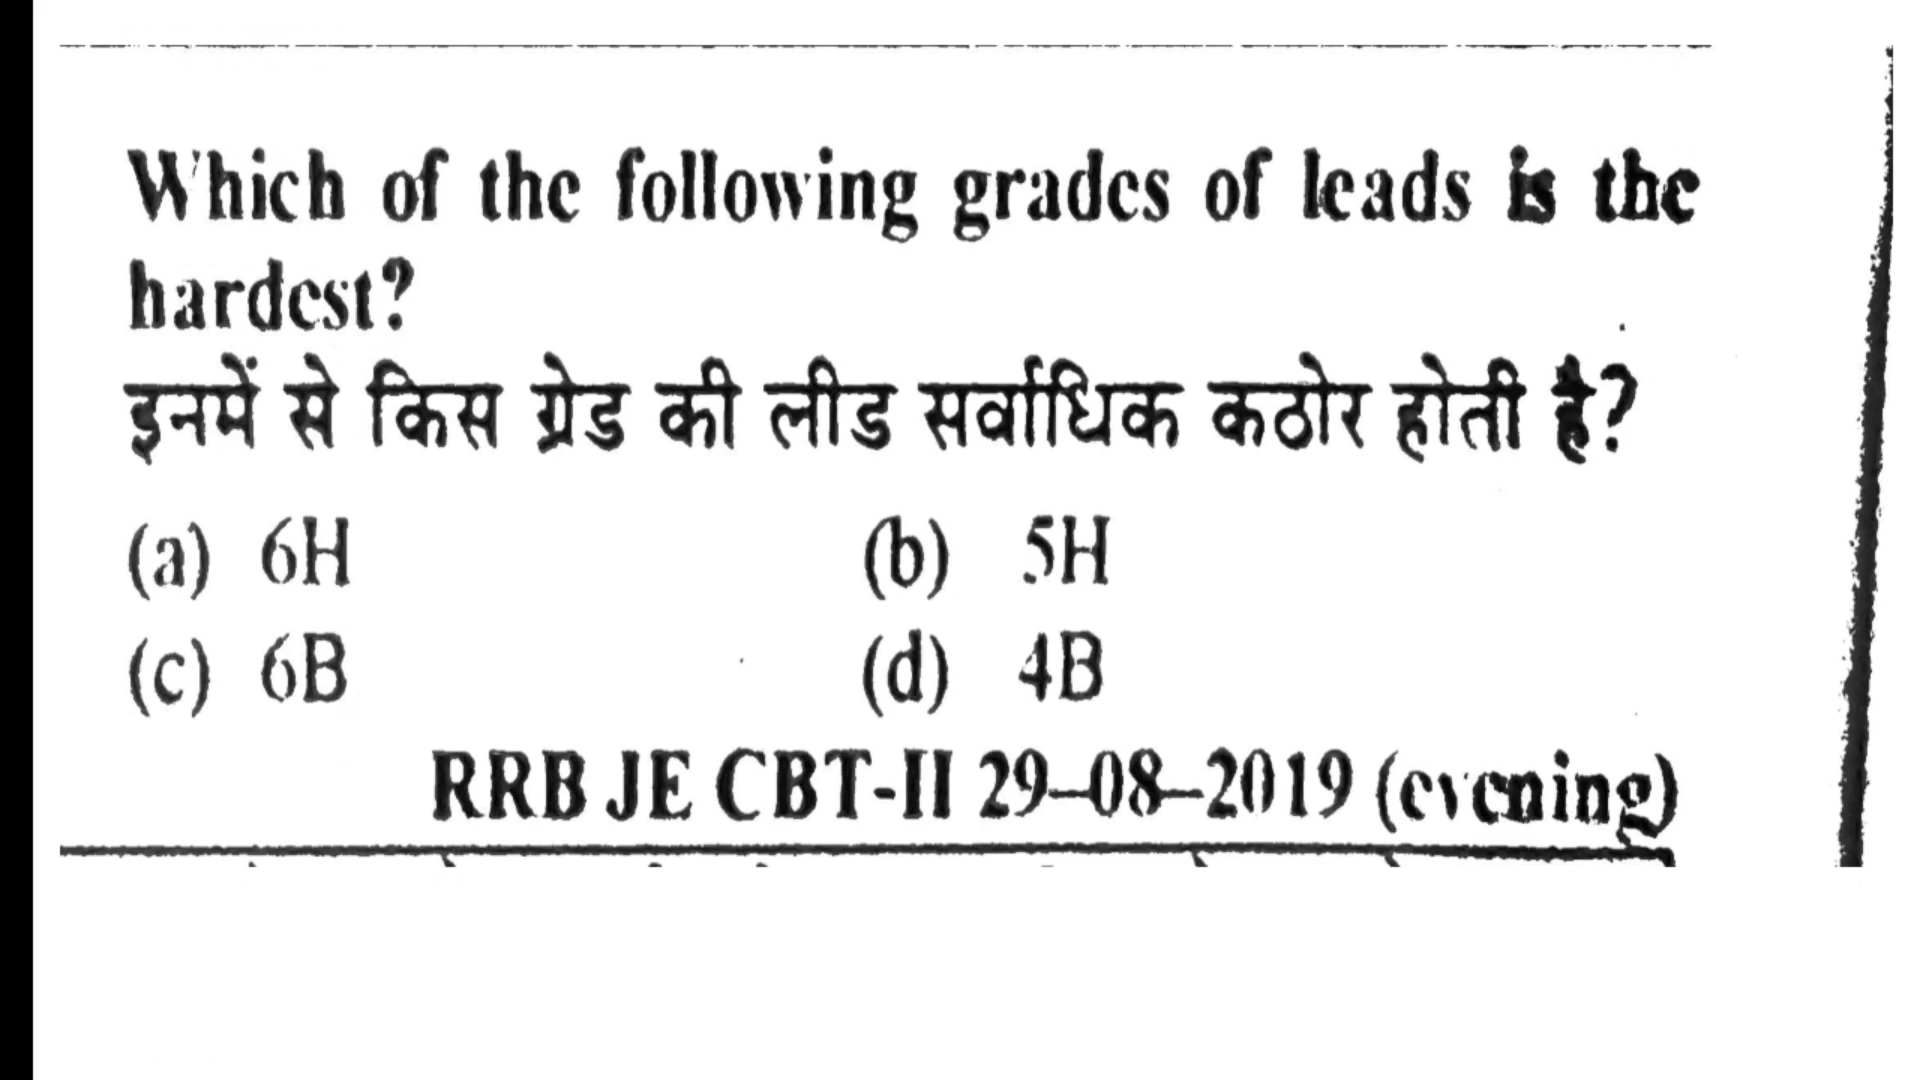 Which of the following grades of leads is the
hardest?
इनमें से किस ग्रेड की लीड सर्वाधिक कठोर होती है?
(a) 6H (b) 5H
(c) 6B (d) 4B
RRB JE CBT-II 29–08–2019 (evening)